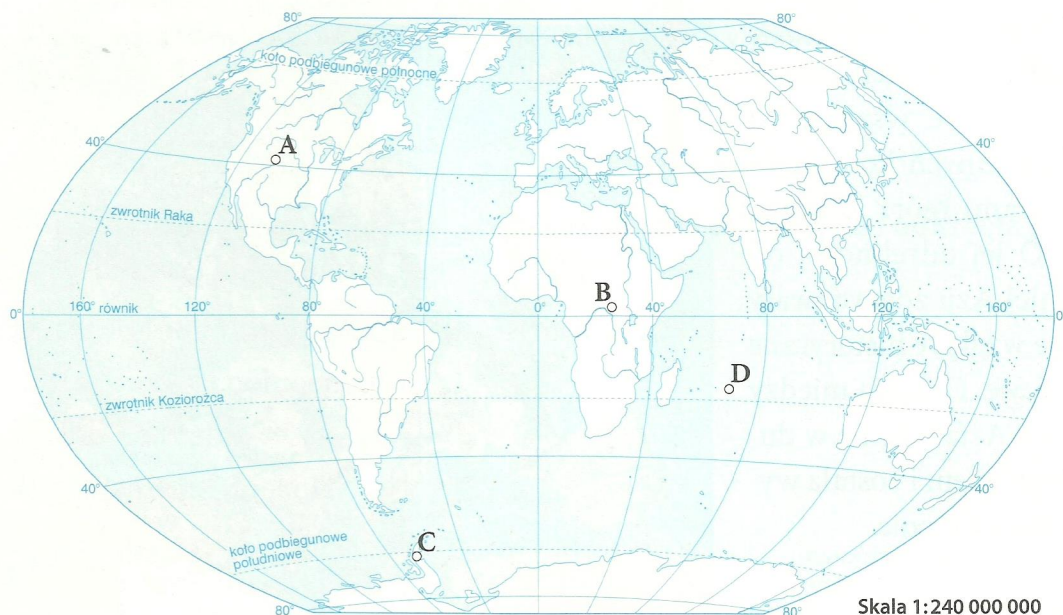 80° 80°
koło podbiegunowe północne
A
40° 40°
zwrotnik Raka
B
0° 160° równik 120° 80° 40° 0° 40° 80° 120° 160° 0
D
zwrotnik Koziorożca
40° 40°
koło podbiegunowe
południowe
C
80° 80°
Skala 1:240 000 000